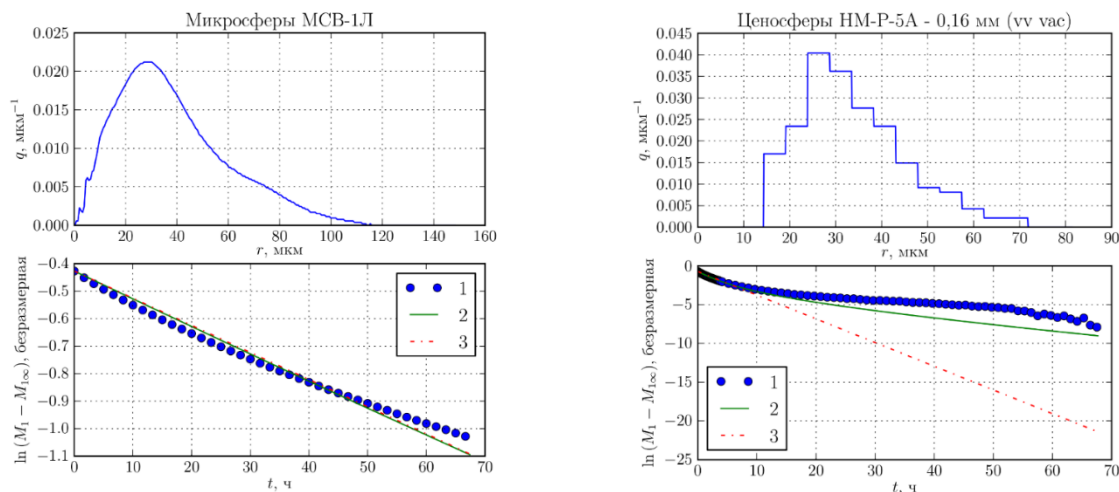 Микросферы МСВ-1Л
0.025
0.020
0.015
0.010
0.005
0.000
q, мкм⁻¹
0 20 40 60 80 100 120 140 160
r, мкм
−0.4
−0.5
−0.6
−0.7
−0.8
−0.9
−1.0
−1.1
ln (M₁ − M₁∞), безразмерная
1
2
3
0 10 20 30 40 50 60 70
t, ч
Ценосферы НМ-Р-5А - 0,16 мм (vv vac)
0.045
0.040
0.035
0.030
0.025
0.020
0.015
0.010
0.005
0.000
q, мкм⁻¹
0 10 20 30 40 50 60 70 80 90
r, мкм
0
−5
−10
−15
−20
−25
ln (M₁ − M₁∞), безразмерная
1
2
3
0 10 20 30 40 50 60 70
t, ч